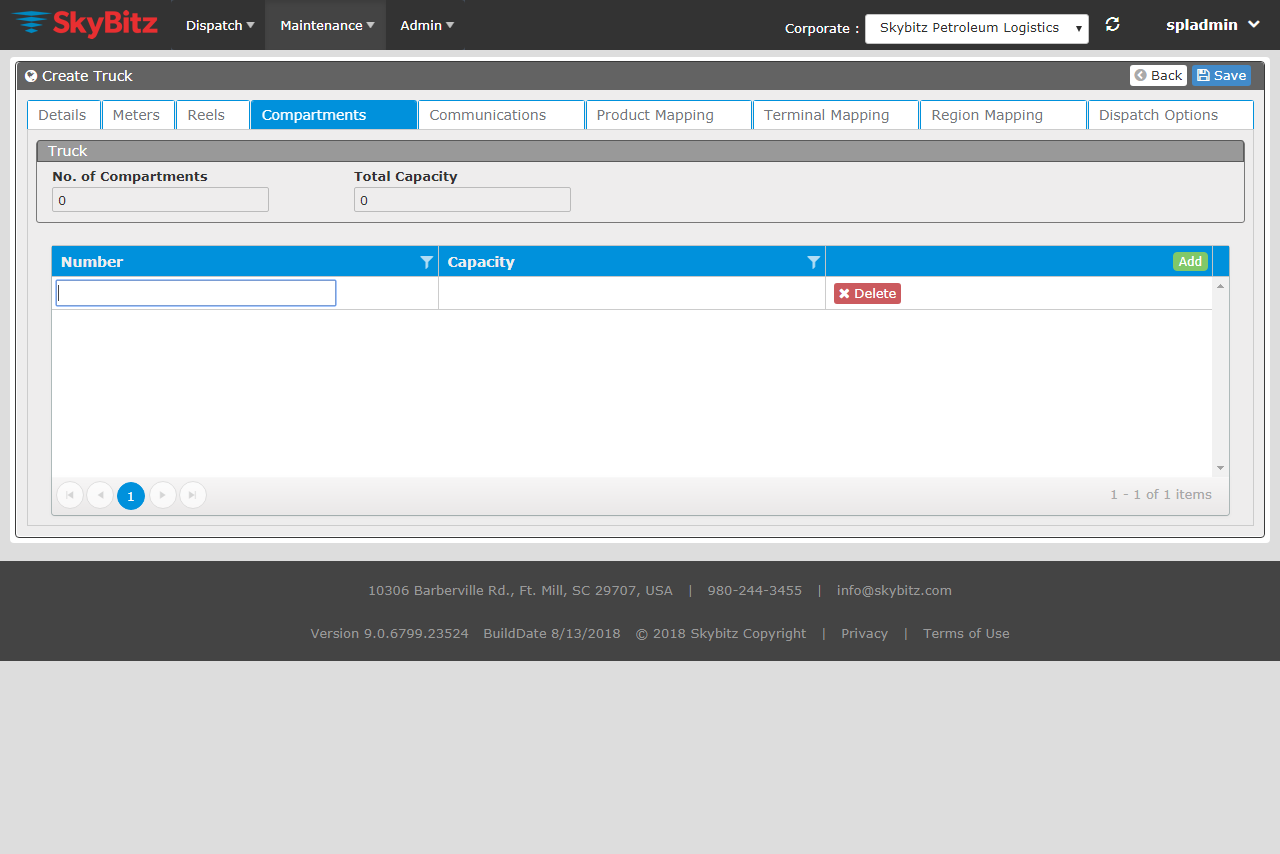 SkyBitz Dispatch Maintenance Admin Corporate : Skybitz Petroleum Logistics spladmin
Create Truck Back Save
Details Meters Reels Compartments Communications Product Mapping Terminal Mapping Region Mapping Dispatch Options
Truck
No. of Compartments Total Capacity
0 0
Number Capacity Add
Delete
1 1 - 1 of 1 items
10306 Barberville Rd., Ft. Mill, SC 29707, USA | 980-244-3455 | info@skybitz.com
Version 9.0.6799.23524 BuildDate 8/13/2018 © 2018 Skybitz Copyright | Privacy | Terms of Use